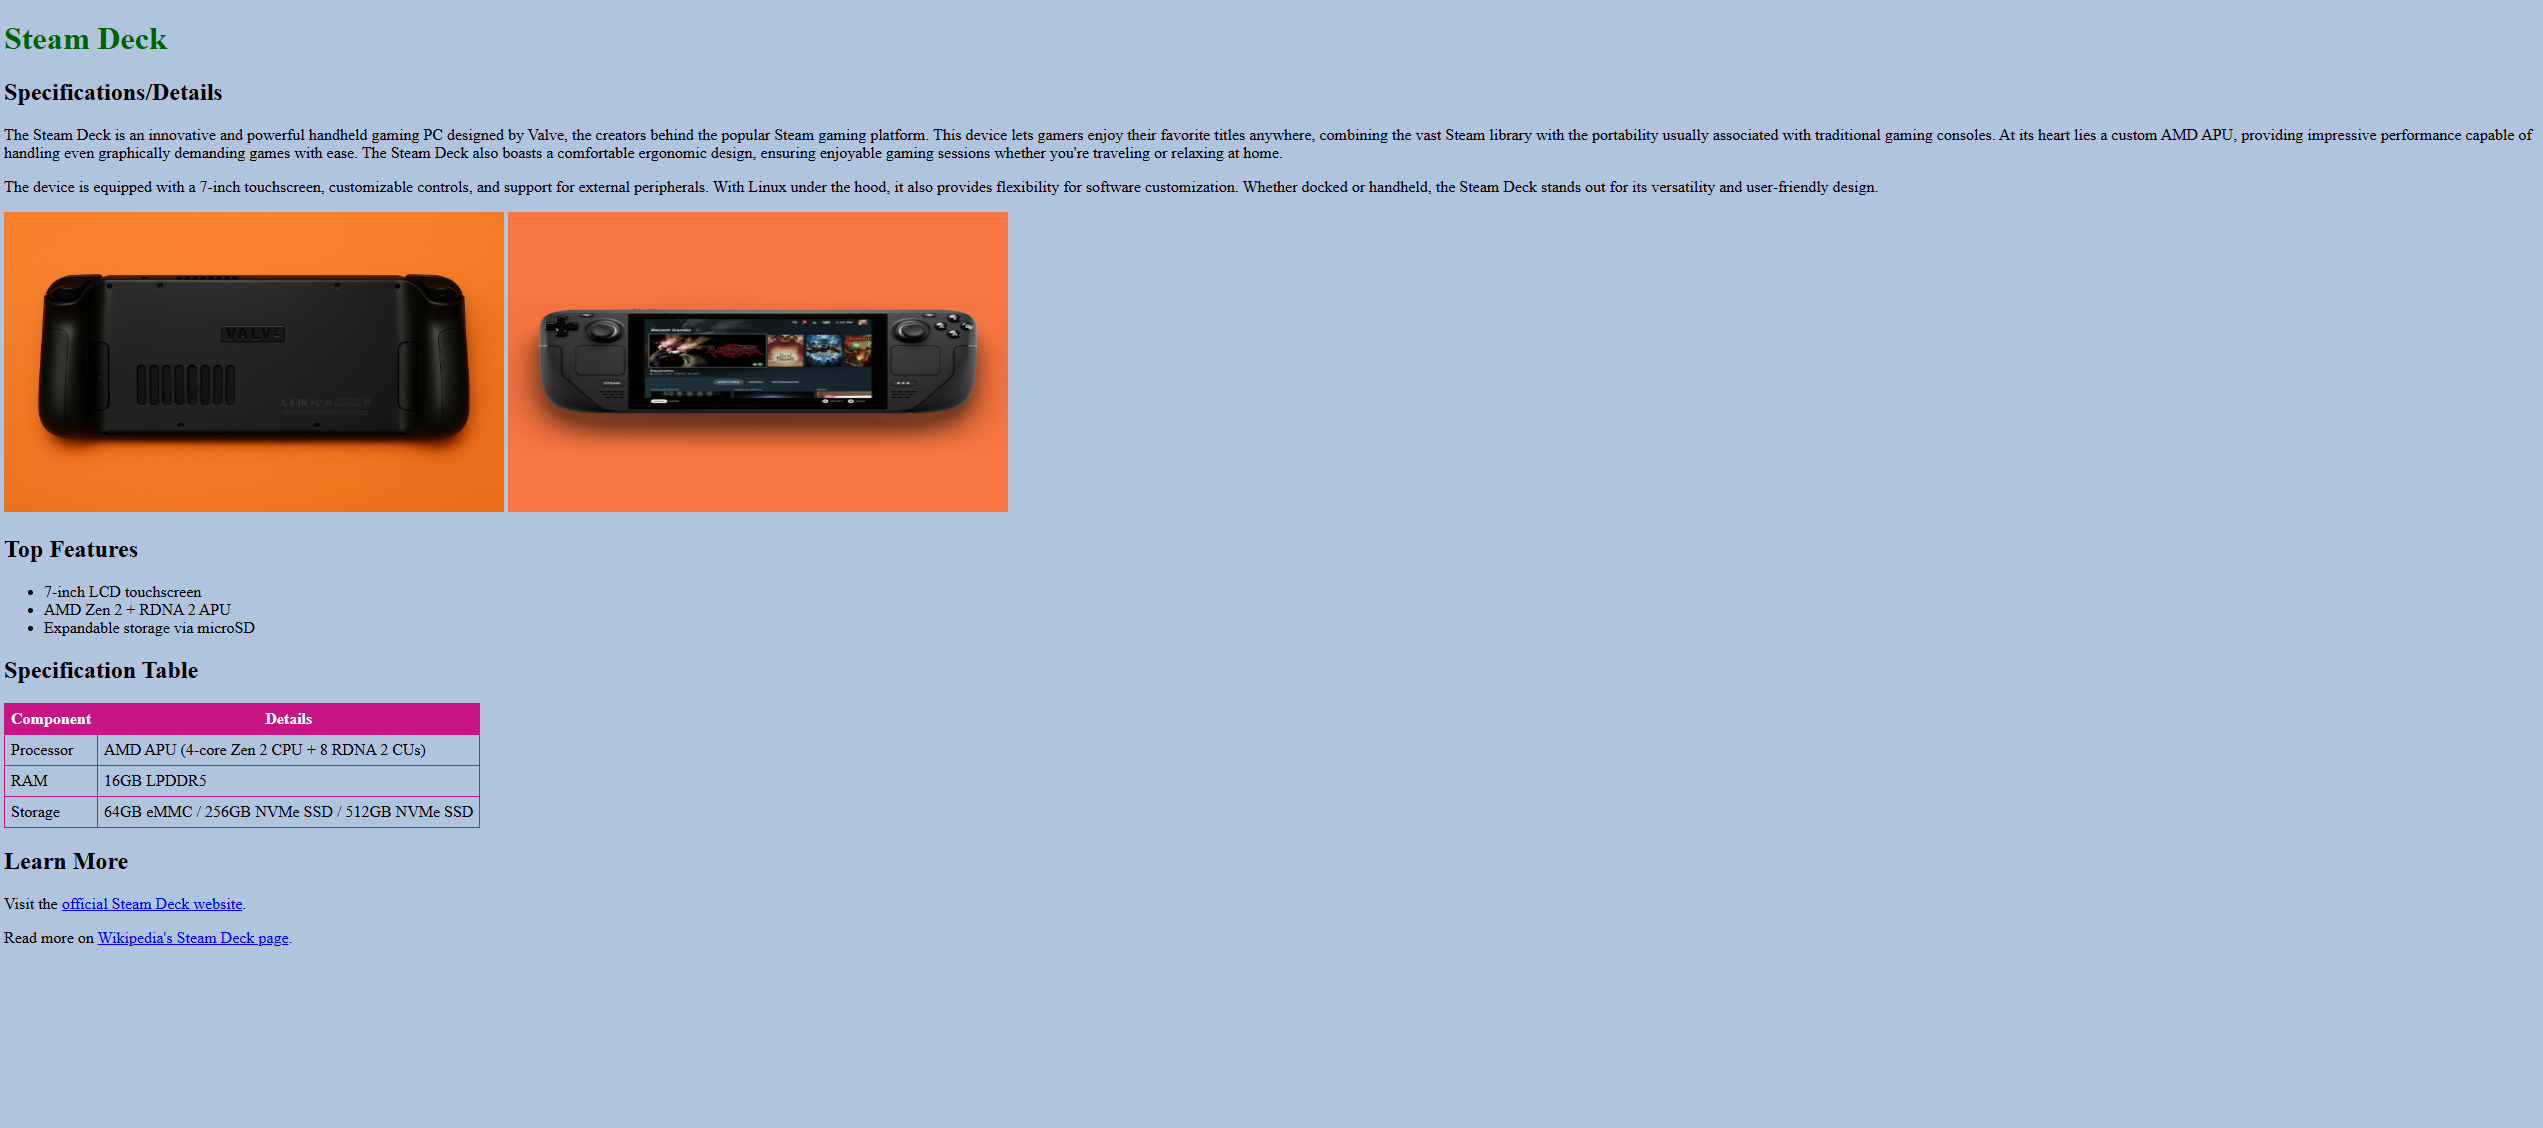 Steam Deck
Specifications/Details
The Steam Deck is an innovative and powerful handheld gaming PC designed by Valve, the creators behind the popular Steam gaming platform. This device lets gamers enjoy their favorite titles anywhere, combining the vast Steam library with the portability usually associated with traditional gaming consoles. At its heart lies a custom AMD APU, providing impressive performance capable of
handling even graphically demanding games with ease. The Steam Deck also boasts a comfortable ergonomic design, ensuring enjoyable gaming sessions whether you're traveling or relaxing at home.
The device is equipped with a 7-inch touchscreen, customizable controls, and support for external peripherals. With Linux under the hood, it also provides flexibility for software customization. Whether docked or handheld, the Steam Deck stands out for its versatility and user-friendly design.
VALVE
Recent Games
STEAM
Top Features
7-inch LCD touchscreen
AMD Zen 2 + RDNA 2 APU
Expandable storage via microSD
Specification Table
Component Details
Processor AMD APU (4-core Zen 2 CPU + 8 RDNA 2 CUs)
RAM 16GB LPDDR5
Storage 64GB eMMC / 256GB NVMe SSD / 512GB NVMe SSD
Learn More
Visit the official Steam Deck website.
Read more on Wikipedia's Steam Deck page.